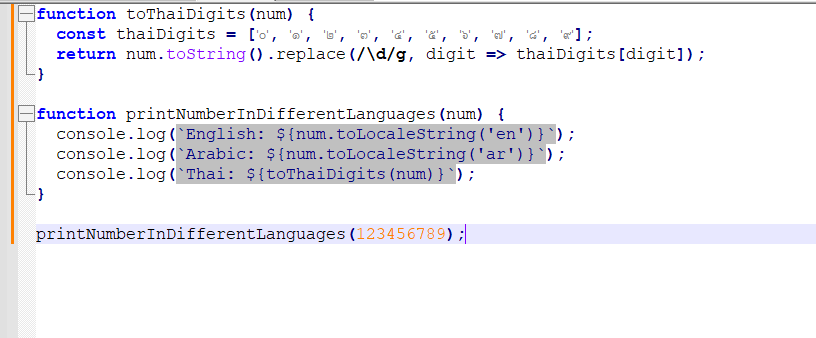 function toThaiDigits(num) {
  const thaiDigits = ['๐', '๑', '๒', '๓', '๔', '๕', '๖', '๗', '๘', '๙'];
  return num.toString().replace(/\d/g, digit => thaiDigits[digit]);
}

function printNumberInDifferentLanguages(num) {
  console.log(`English: ${num.toLocaleString('en')}`);
  console.log(`Arabic: ${num.toLocaleString('ar')}`);
  console.log(`Thai: ${toThaiDigits(num)}`);
}

printNumberInDifferentLanguages(123456789);